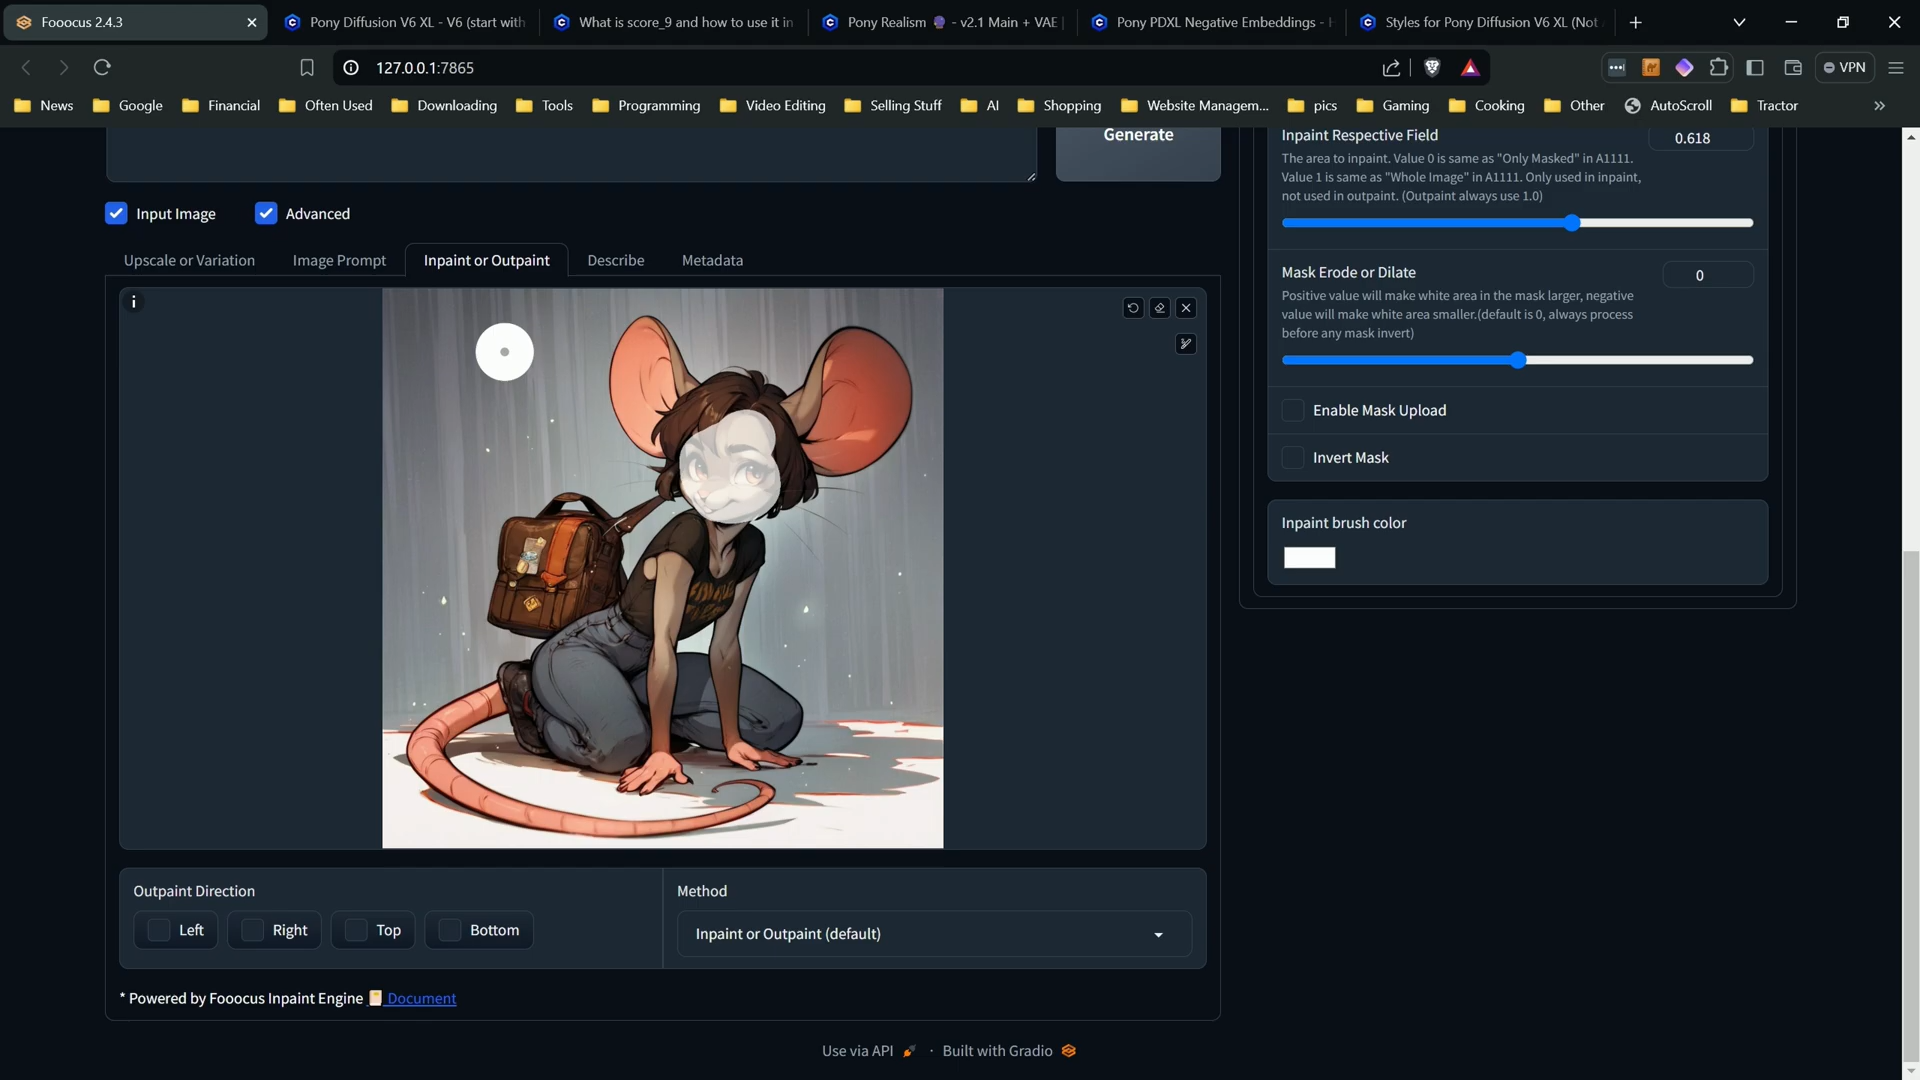 Fooocus 2.4.3
Pony Diffusion V6 XL - V6 (start with
What is score_9 and how to use it in
Pony Realism 🔮 - v2.1 Main + VAE |
Pony PDXL Negative Embeddings - H
Styles for Pony Diffusion V6 XL (Not
127.0.0.1:7865
VPN
News
Google
Financial
Often Used
Downloading
Tools
Programming
Video Editing
Selling Stuff
AI
Shopping
Website Managem...
pics
Gaming
Cooking
Other
AutoScroll
Tractor
Generate
Input Image
Advanced
Upscale or Variation
Image Prompt
Inpaint or Outpaint
Describe
Metadata
Outpaint Direction
Left
Right
Top
Bottom
Method
Inpaint or Outpaint (default)
* Powered by Fooocus Inpaint Engine 📔 Document
Inpaint Respective Field
0.618
The area to inpaint. Value 0 is same as "Only Masked" in A1111.
Value 1 is same as "Whole Image" in A1111. Only used in inpaint,
not used in outpaint. (Outpaint always use 1.0)
Mask Erode or Dilate
0
Positive value will make white area in the mask larger, negative
value will make white area smaller.(default is 0, always process
before any mask invert)
Enable Mask Upload
Invert Mask
Inpaint brush color
Use via API 🚀 · Built with Gradio